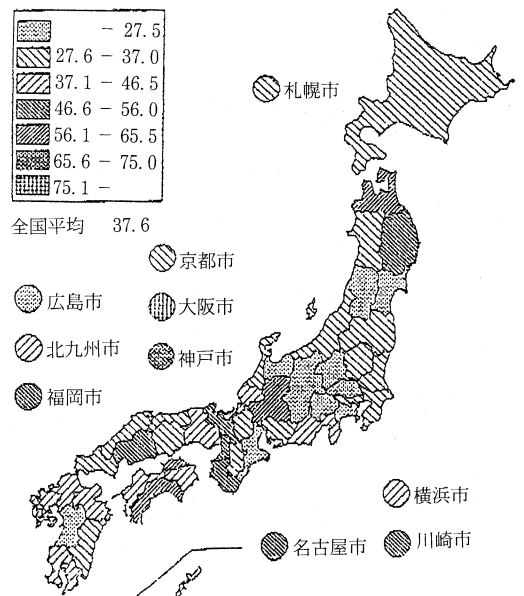 - 27.5
27.6 - 37.0
37.1 - 46.5
46.6 - 56.0
56.1 - 65.5
65.6 - 75.0
75.1 -
全国平均 37.6
札幌市
京都市
広島市
大阪市
北九州市
神戸市
福岡市
横浜市
名古屋市
川崎市